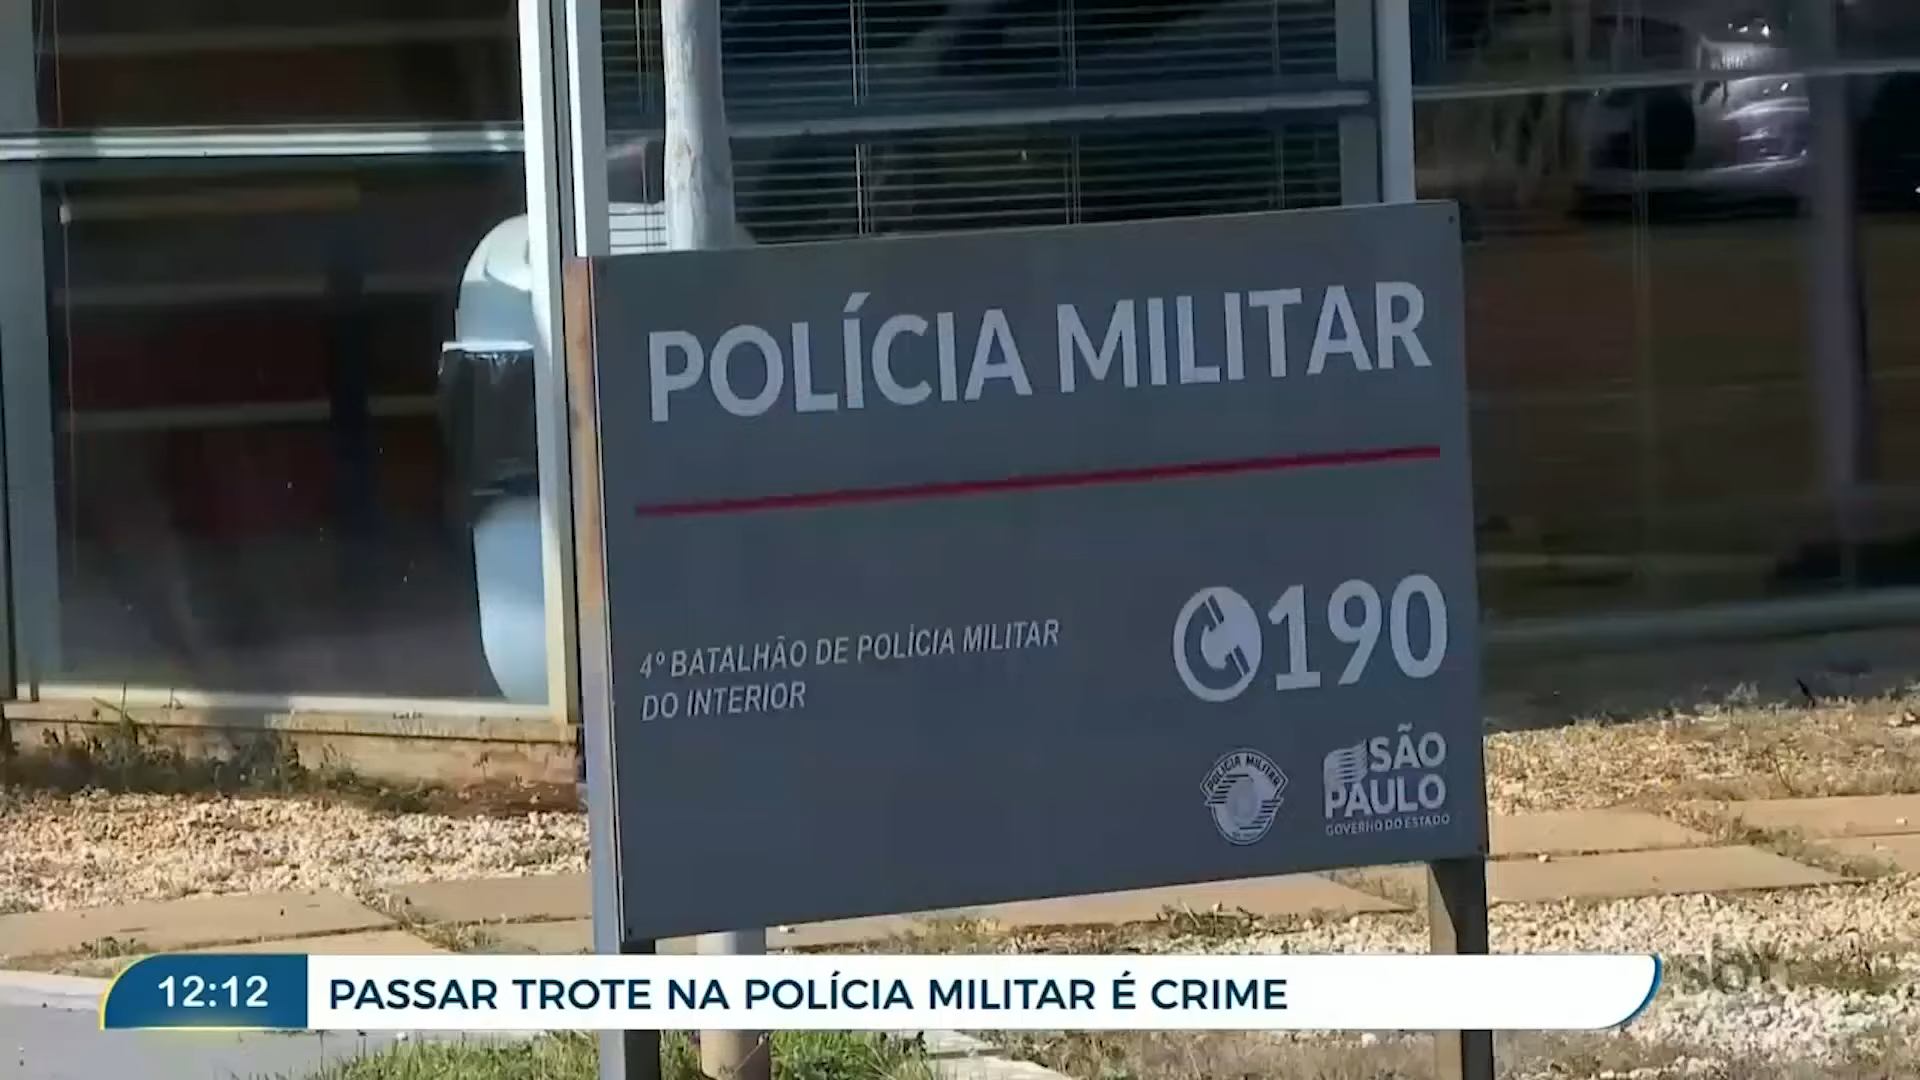 POLÍCIA MILITAR
190
4º BATALHÃO DE POLÍCIA MILITAR
DO INTERIOR
POLÍCIA MILITAR
SÃO
PAULO
GOVERNO DO ESTADO
12:12 PASSAR TROTE NA POLÍCIA MILITAR É CRIME
sbt